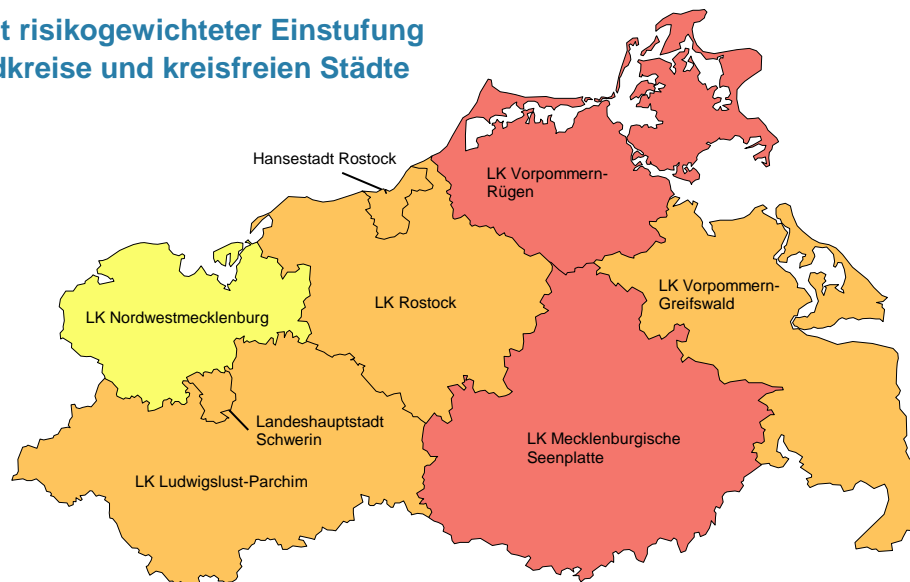 t risikogewichteter Einstufung
dkreise und kreisfreien Städte
Hansestadt Rostock
LK Vorpommern-
Rügen
LK Vorpommern-
Greifswald
LK Rostock
LK Nordwestmecklenburg
Landeshauptstadt
Schwerin
LK Mecklenburgische
Seenplatte
LK Ludwigslust-Parchim